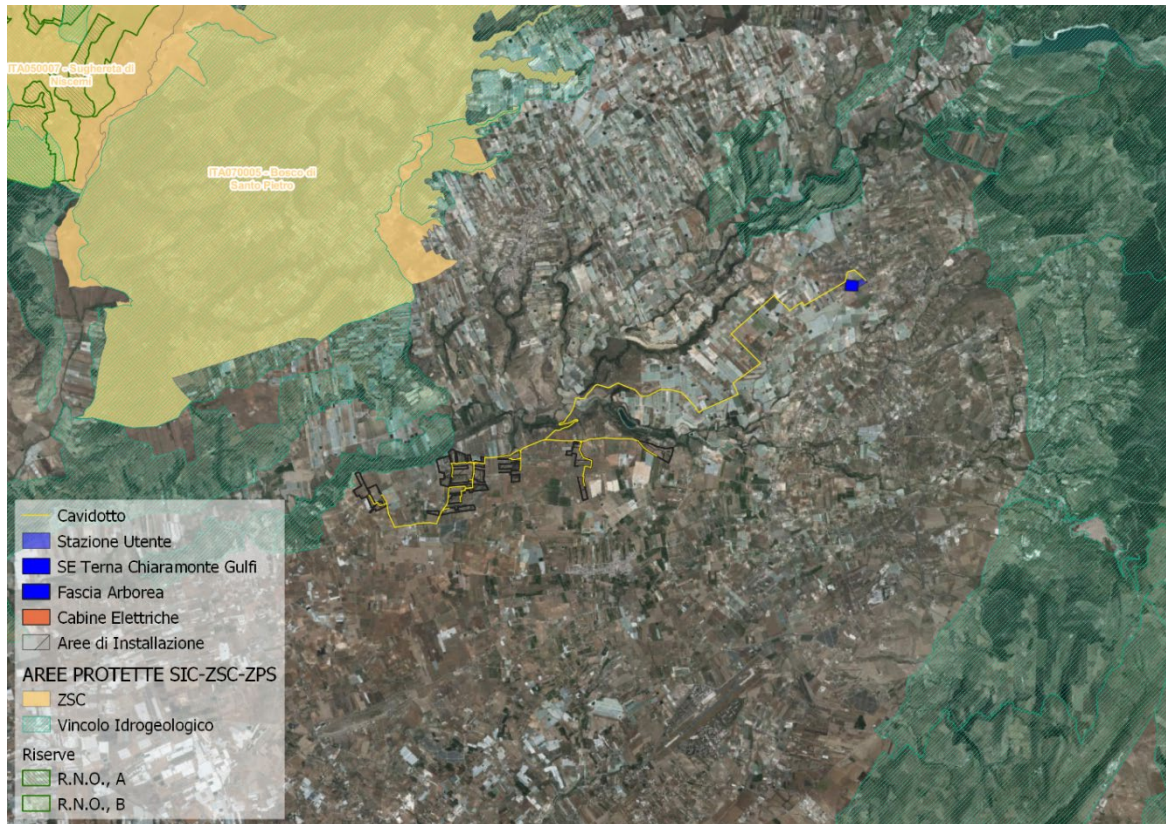 ITA050007 - Sughereta di
Niscemi
ITA070005 - Bosco di
Santo Pietro
Cavidotto
Stazione Utente
SE Terna Chiaramonte Gulfi
Fascia Arborea
Cabine Elettriche
Aree di Installazione
AREE PROTETTE SIC-ZSC-ZPS
ZSC
Vincolo Idrogeologico
Riserve
R.N.O., A
R.N.O., B